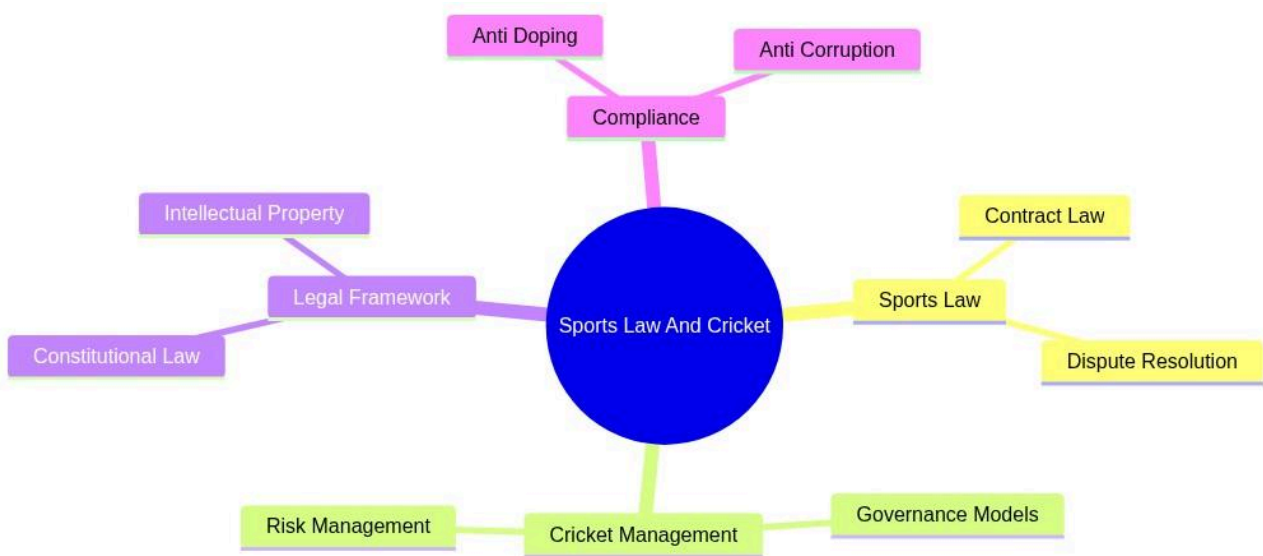 Anti Doping
Anti Corruption
Compliance
Intellectual Property
Contract Law
Legal Framework
Sports Law
Sports Law And Cricket
Constitutional Law
Dispute Resolution
Risk Management
Cricket Management
Governance Models